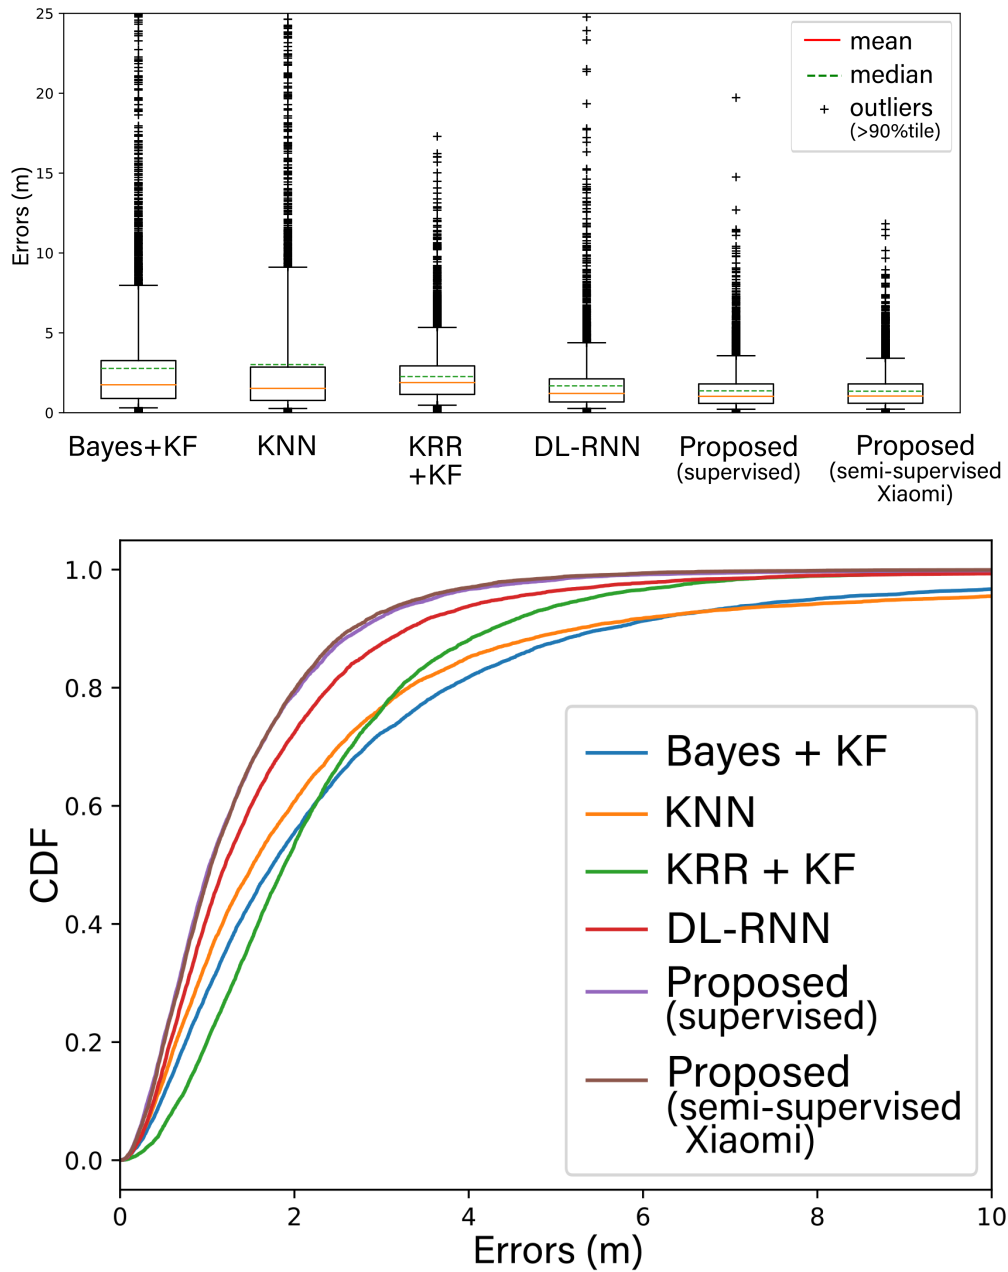 25
20
15
10
5
0
Errors (m)
mean
median
outliers
(>90%tile)
Bayes+KF
KNN
KRR
+KF
DL-RNN
Proposed
(supervised)
Proposed
(semi-supervised
Xiaomi)
1.0
0.8
0.6
0.4
0.2
0.0
CDF
Bayes + KF
KNN
KRR + KF
DL-RNN
Proposed
(supervised)
Proposed
(semi-supervised
Xiaomi)
0 2 4 6 8 10
Errors (m)